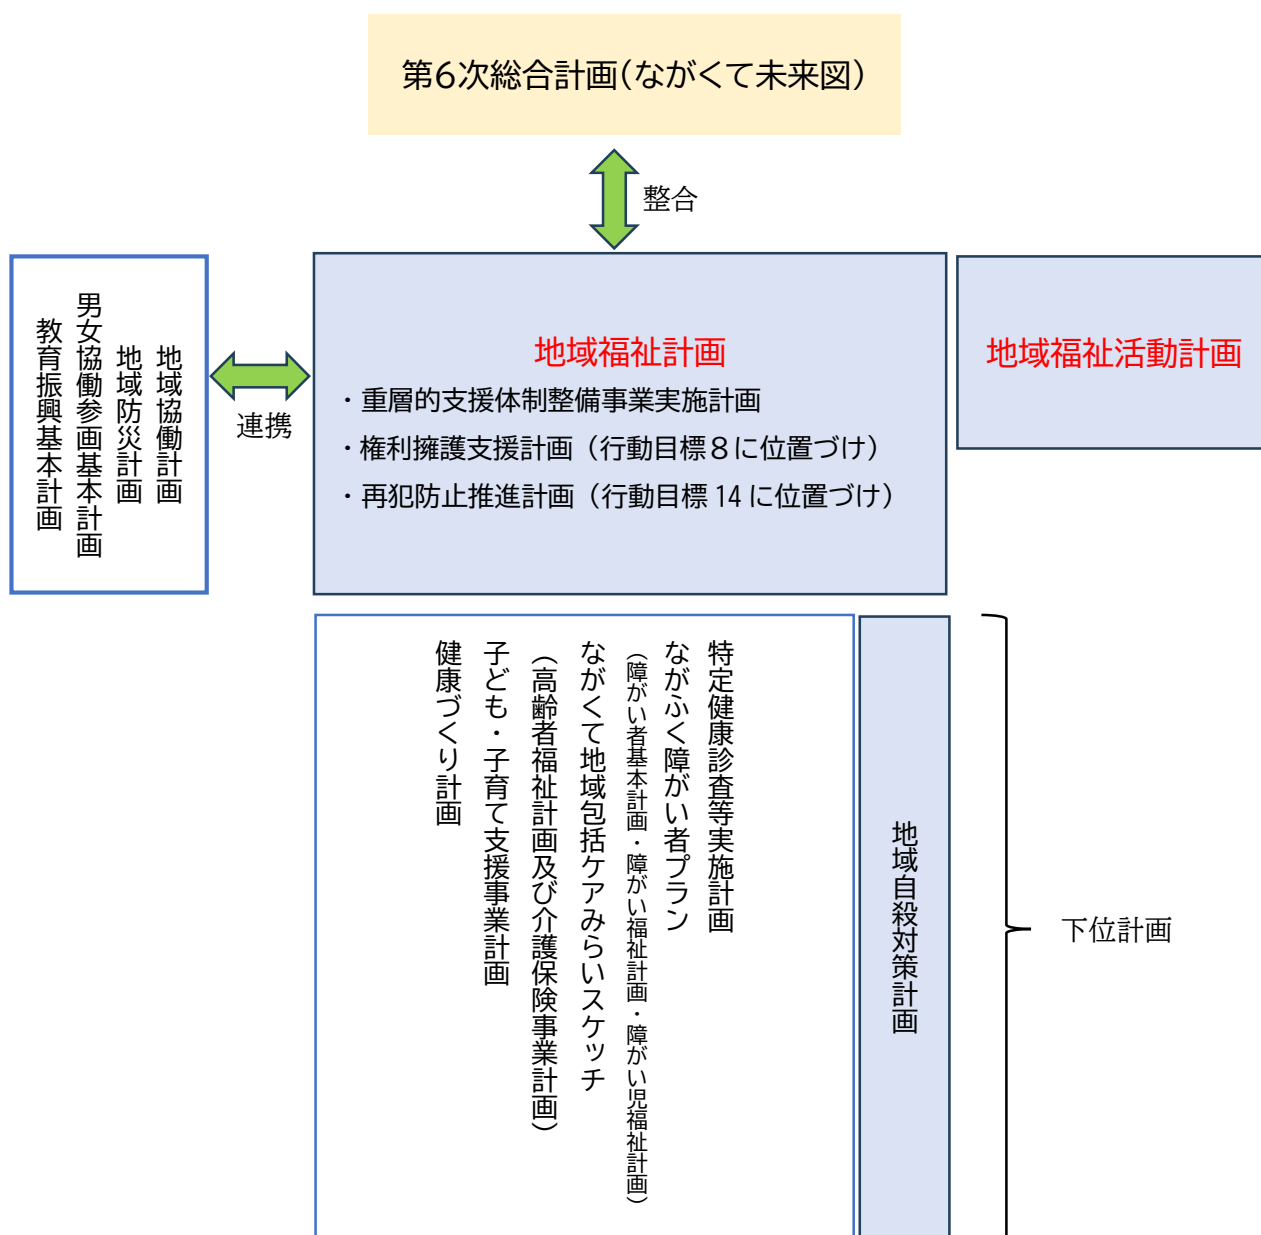 第6次総合計画(ながくて未来図)
整合
地域協働計画
地域防災計画
男女協働参画基本計画
教育振興基本計画
連携
地域福祉計画
・重層的支援体制整備事業実施計画
・権利擁護支援計画（行動目標８に位置づけ）
・再犯防止推進計画（行動目標 14 に位置づけ）
地域福祉活動計画
特定健康診査等実施計画
ながふく障がい者プラン
（障がい者基本計画・障がい福祉計画・障がい児福祉計画）
ながくて地域包括ケアみらいスケッチ
（高齢者福祉計画及び介護保険事業計画）
子ども・子育て支援事業計画
健康づくり計画
地域自殺対策計画
下位計画